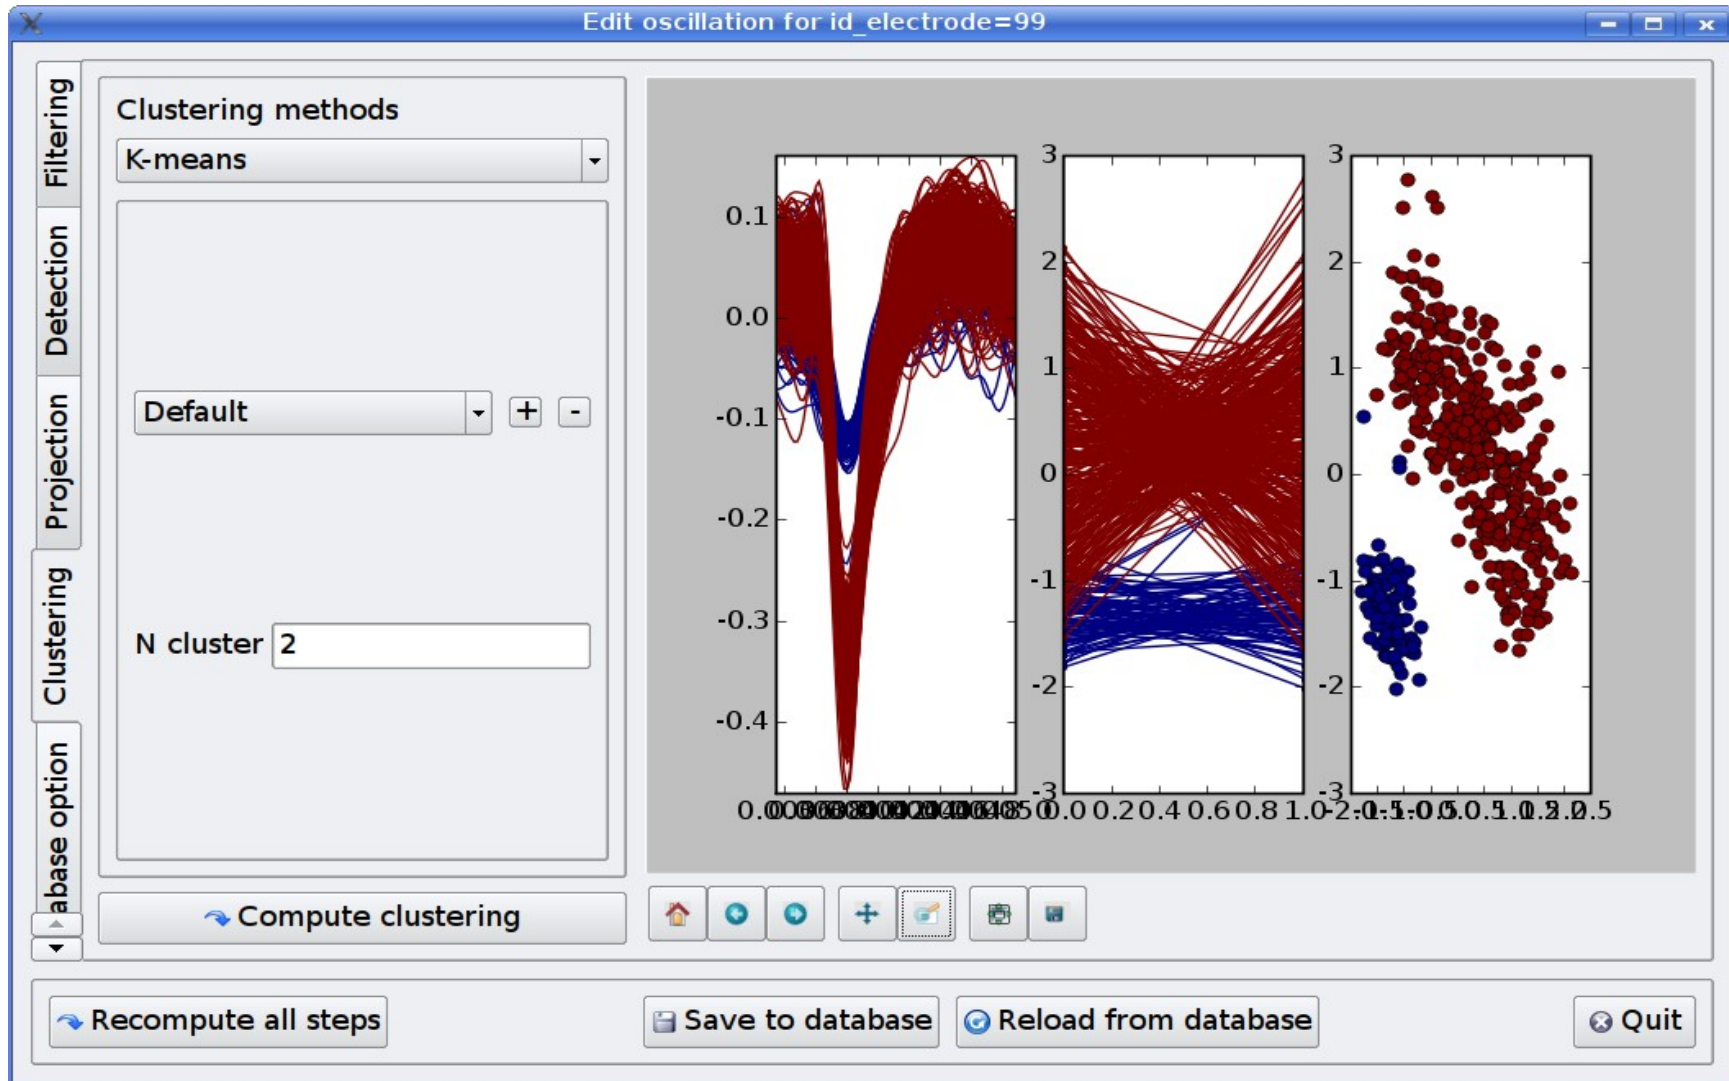 Edit oscillation for id_electrode=99
Filtering
Detection
Projection
Clustering
abase option
Clustering methods
K-means
Default
+ -
N cluster 2
Compute clustering
0.1
0.0
-0.1
-0.2
-0.3
-0.4
3
2
1
0
-1
-2
-3
0.0 0.2 0.4 0.6 0.8 1.0
3
2
1
0
-1
-2
-3
Recompute all steps
Save to database
Reload from database
Quit